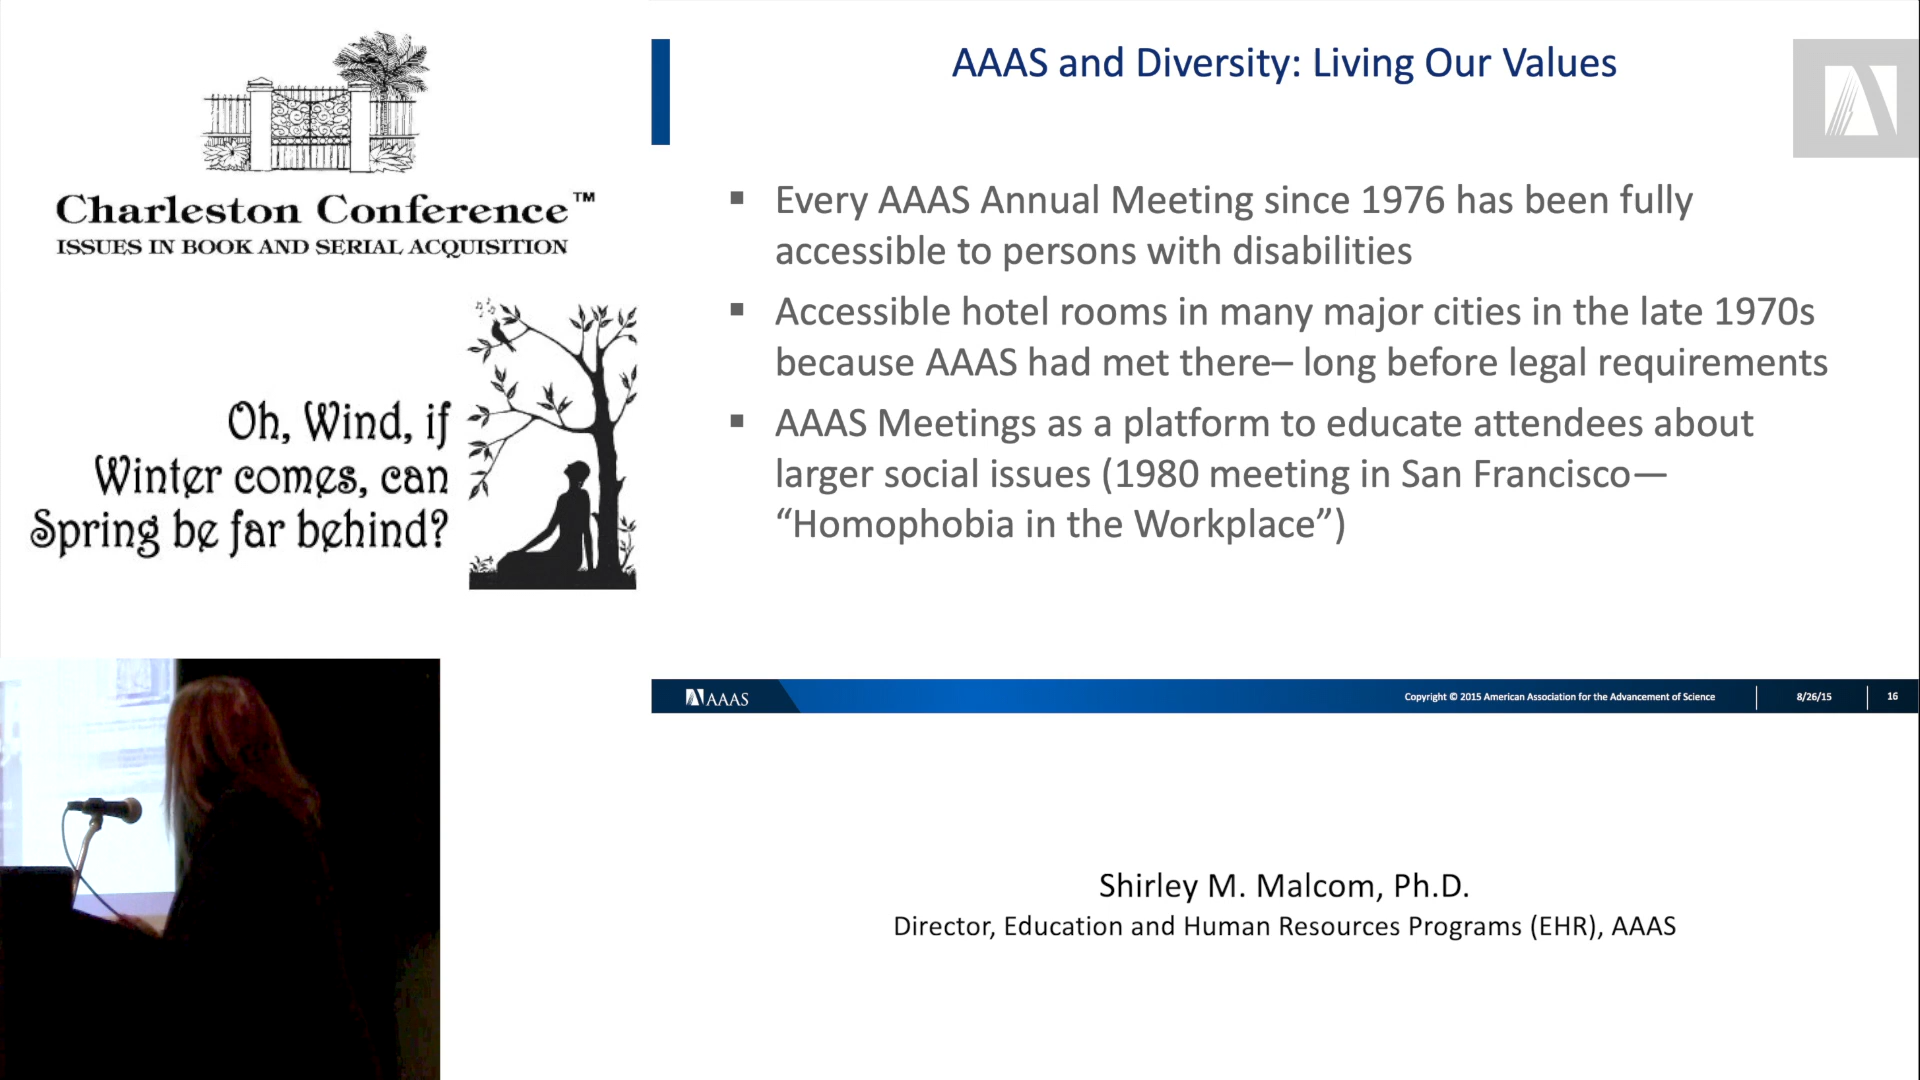 Charleston Conference™
ISSUES IN BOOK AND SERIAL ACQUISITION
Oh, Wind, if
Winter comes, can
Spring be far behind?
AAAS and Diversity: Living Our Values
▪ Every AAAS Annual Meeting since 1976 has been fully
accessible to persons with disabilities
▪ Accessible hotel rooms in many major cities in the late 1970s
because AAAS had met there– long before legal requirements
▪ AAAS Meetings as a platform to educate attendees about
larger social issues (1980 meeting in San Francisco—
“Homophobia in the Workplace”)
AAAS
Copyright © 2015 American Association for the Advancement of Science
8/26/15
16
Shirley M. Malcom, Ph.D.
Director, Education and Human Resources Programs (EHR), AAAS